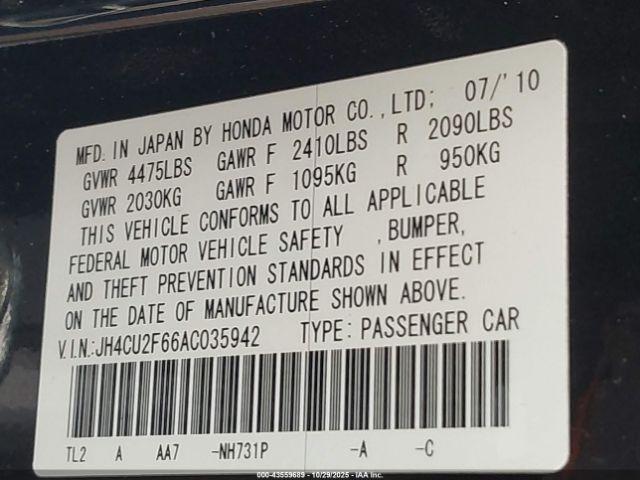 MFD. IN JAPAN BY HONDA MOTOR CO.,LTD; 07/'10
GVWR 4475LBS GAWR F 2410LBS R 2090LBS
GVWR 2030KG GAWR F 1095KG R 950KG
THIS VEHICLE CONFORMS TO ALL APPLICABLE
FEDERAL MOTOR VEHICLE SAFETY , BUMPER,
AND THEFT PREVENTION STANDARDS IN EFFECT
ON THE DATE OF MANUFACTURE SHOWN ABOVE.
V.I.N.:JH4CU2F66AC035942 TYPE: PASSENGER CAR
TL2 A AA7 -NH731P -A -C
000-43559689 - 10/29/2025 - IAA Inc.